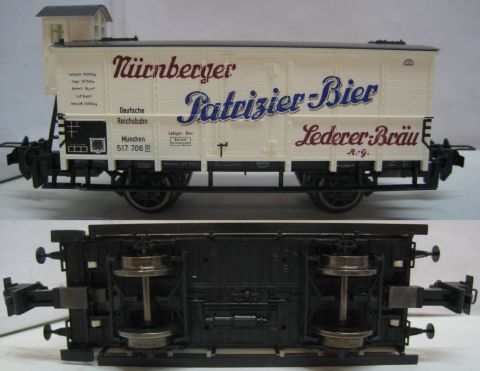 Nürnberger
Patrizier-Bier
Lederer-Bräu
A.-G.
Deutsche
Reichsbahn
München
517 706 P